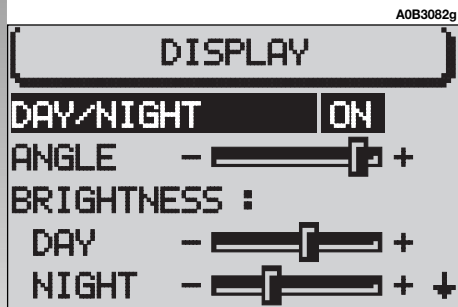 A0B3082g
DISPLAY
DAY/NIGHT ON
ANGLE - +
BRIGHTNESS :
DAY - +
NIGHT - +